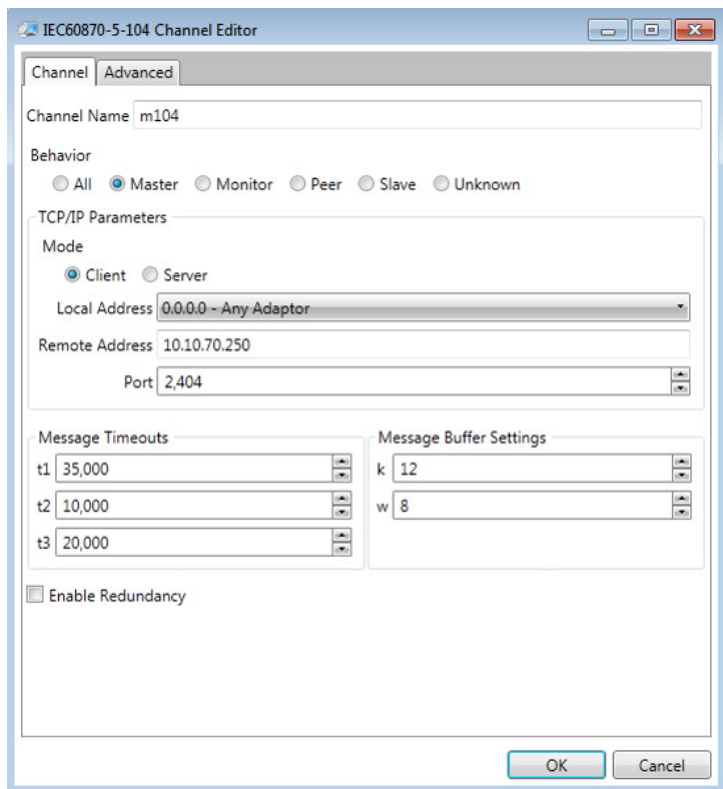 IEC60870-5-104 Channel Editor
Channel Advanced
Channel Name m104
Behavior
All Master Monitor Peer Slave Unknown
TCP/IP Parameters
Mode
Client Server
Local Address 0.0.0.0 - Any Adaptor
Remote Address 10.10.70.250
Port 2,404
Message Timeouts
t1 35,000
t2 10,000
t3 20,000
Message Buffer Settings
k 12
w 8
Enable Redundancy
OK Cancel